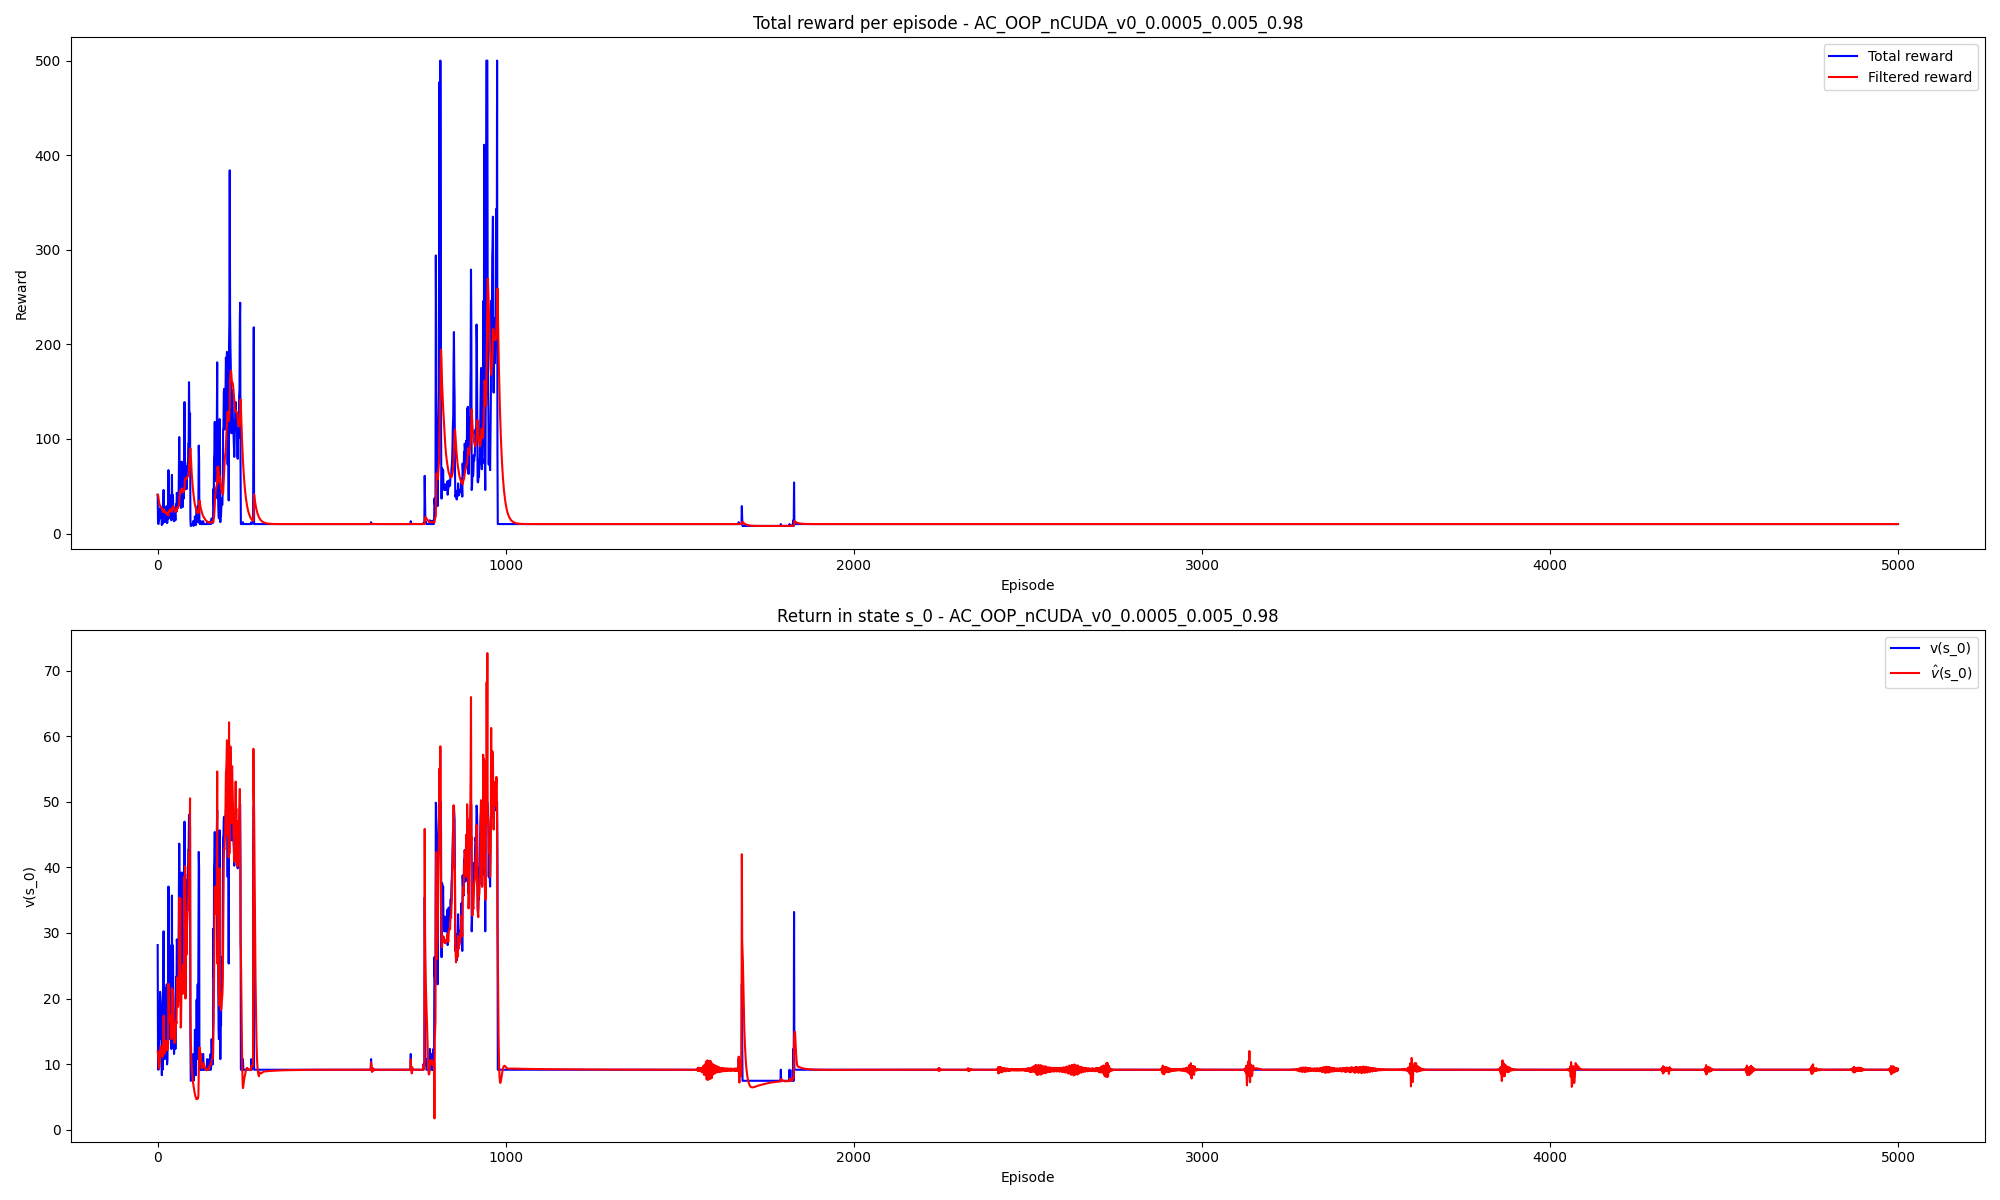 Total reward per episode - AC_OOP_nCUDA_v0_0.0005_0.005_0.98
500
400
300
200
100
0
Reward
Total reward
Filtered reward
0
1000
2000
3000
4000
5000
Episode
Return in state s_0 - AC_OOP_nCUDA_v0_0.0005_0.005_0.98
70
60
50
40
30
20
10
0
v(s_0)
v(s_0)
v̂(s_0)
0
1000
2000
3000
4000
5000
Episode